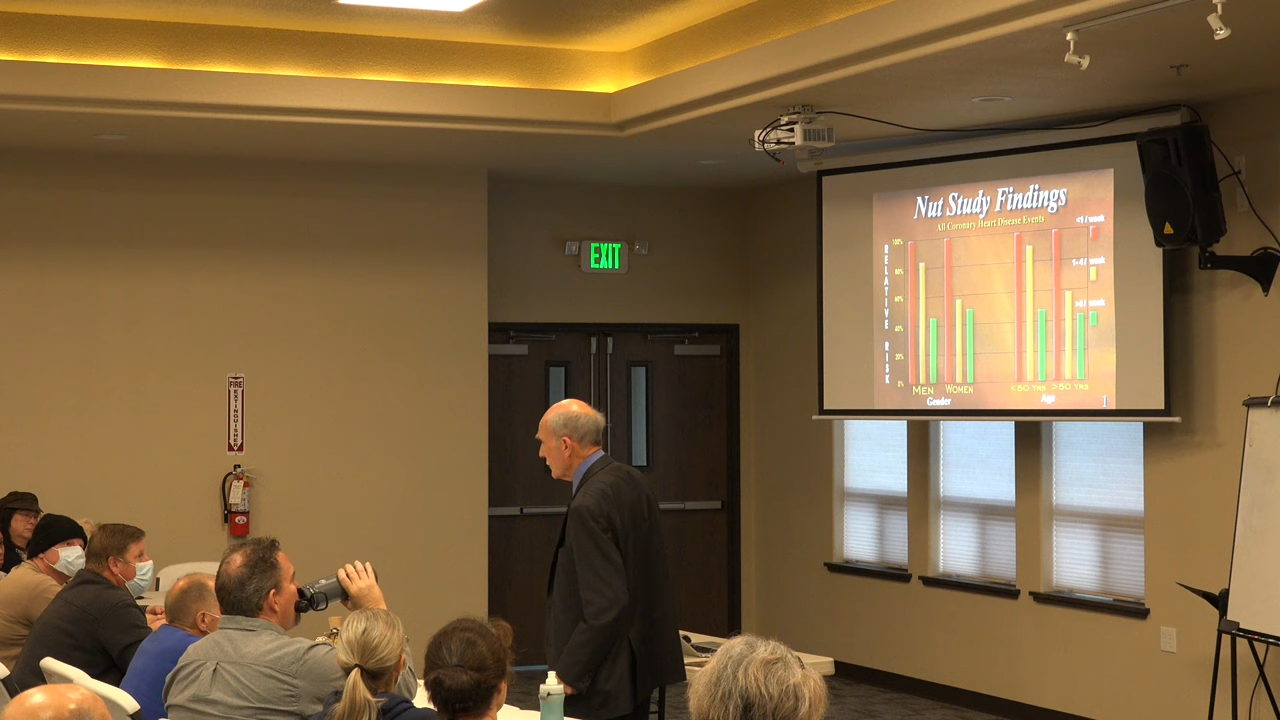 EXIT
FIRE
EXTINGUISHER
Nut Study Findings
All Coronary Heart Disease Events
RELATIVE RISK
100%
80%
60%
40%
20%
0%
<1 / week
1-4 / week
>4 / week
MEN WOMEN
<50 YRS >50 YRS
Gender
Age
1